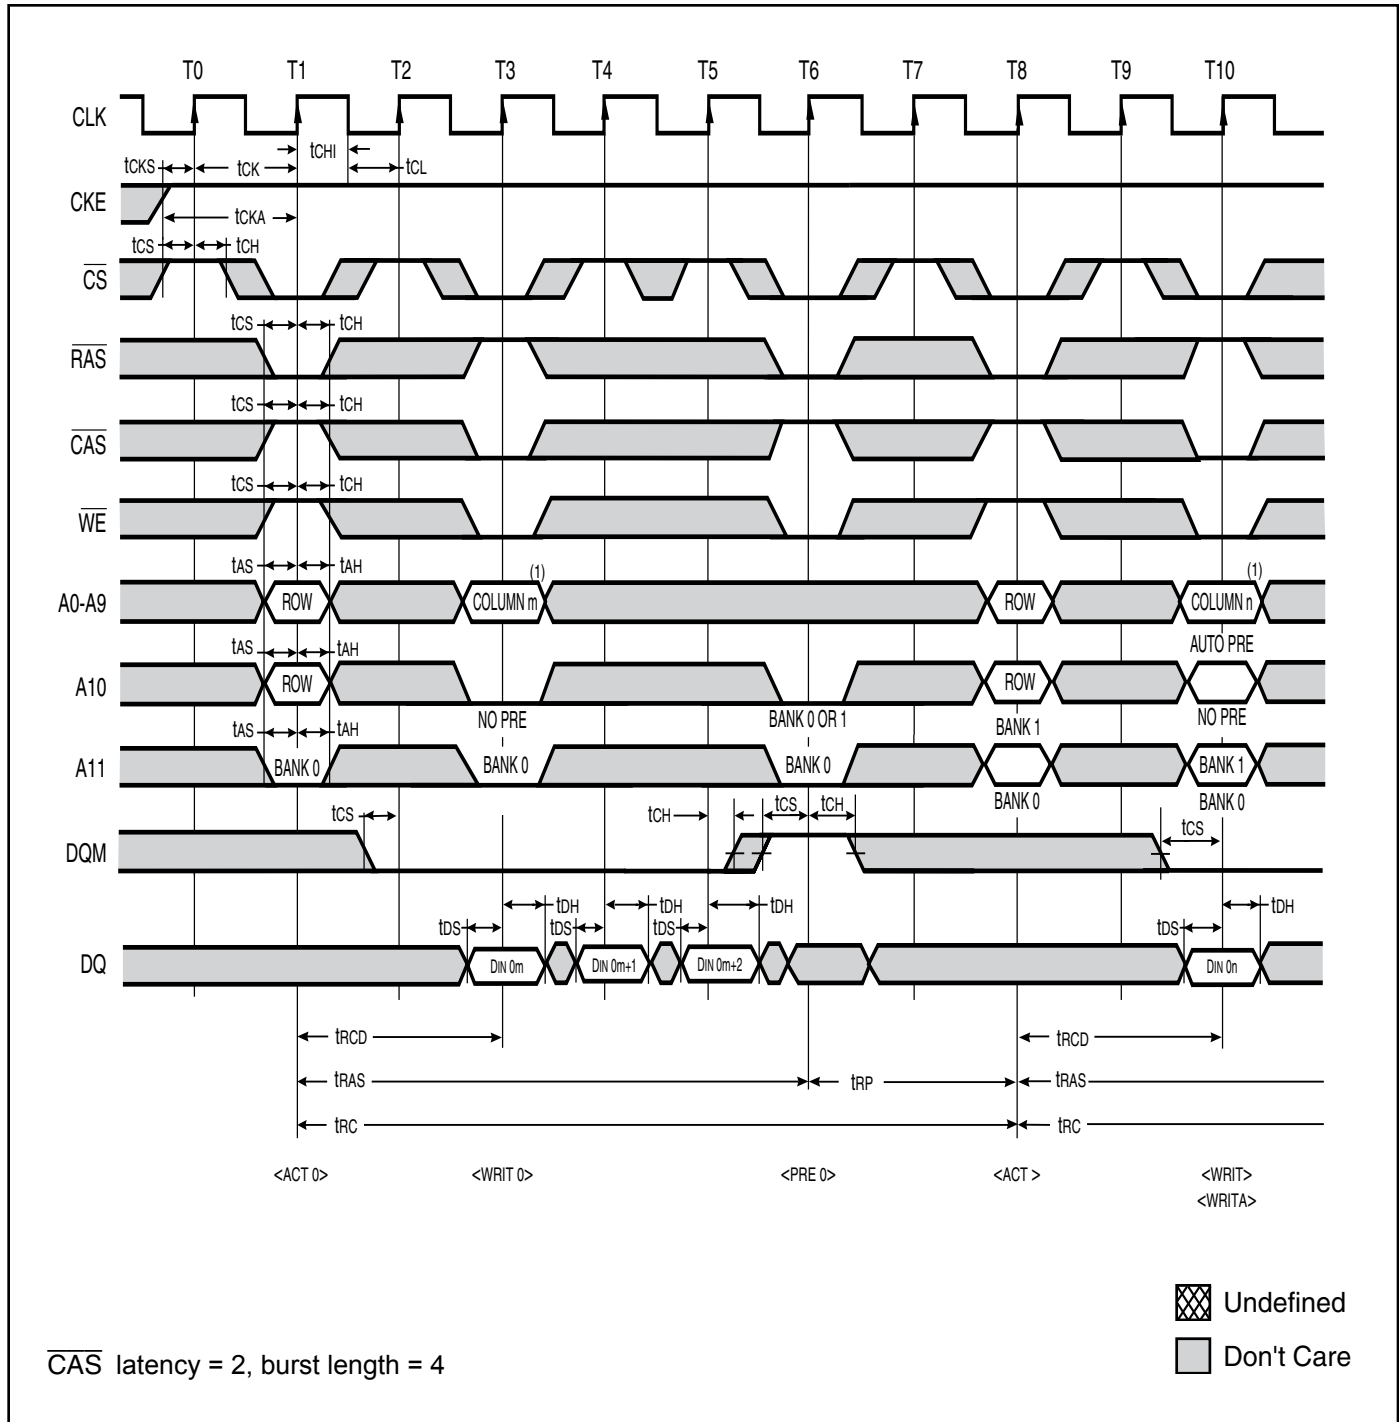 T0 T1 T2 T3 T4 T5 T6 T7 T8 T9 T10
CLK
tCHI
tCKS tCK tCL
CKE
tCKA
tCS tCH
CS
tCS tCH
RAS
tCS tCH
CAS
tCS tCH
WE
tAS tAH (1) (1)
A0-A9 ROW COLUMN m ROW COLUMN n
tAS tAH AUTO PRE
A10 ROW ROW
NO PRE BANK 0 OR 1 BANK 1 NO PRE
tAS tAH
A11 BANK 0 BANK 0 BANK 0 BANK 1
BANK 0 BANK 0
tCS tCH tCS tCH tCS
DQM
tDH tDH tDH tDH
tDS tDS tDS tDS
DQ DIN 0m DIN 0m+1 DIN 0m+2 DIN 0n
tRCD tRCD
tRAS tRP tRAS
tRC tRC
<ACT 0> <WRIT 0> <PRE 0> <ACT > <WRIT>
<WRITA>
Undefined
Don't Care
CAS latency = 2, burst length = 4